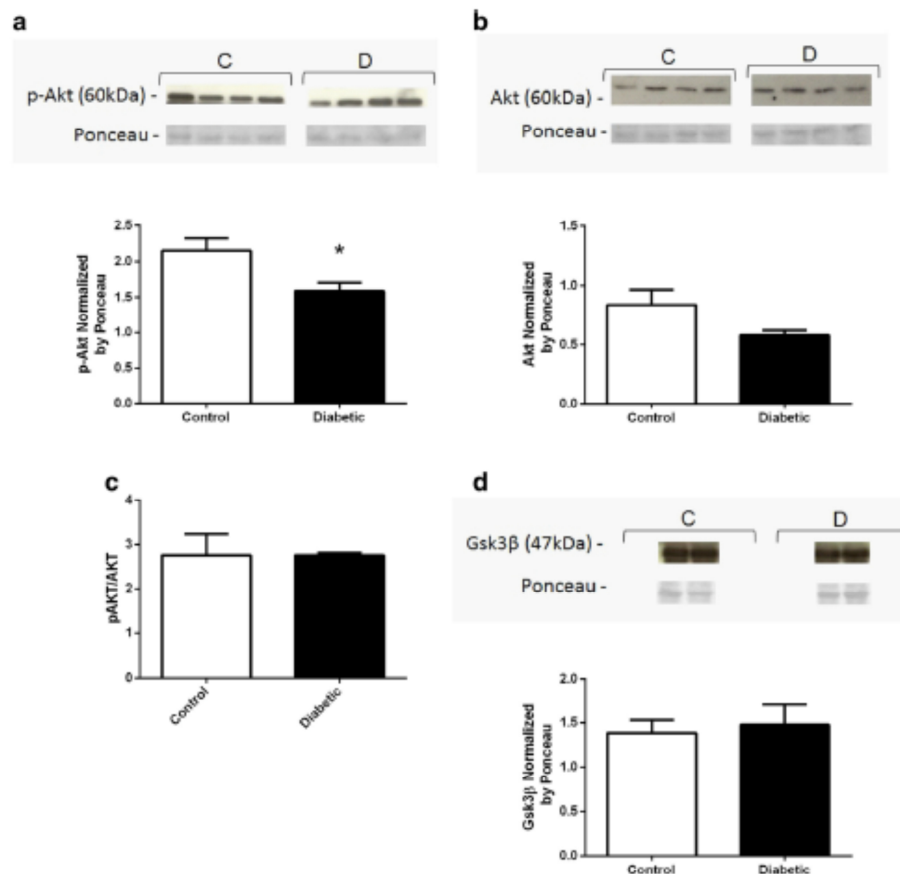 a
C D
p-Akt (60kDa) -
Ponceau -
p-Akt Normalized
by Ponceau
2.5
2.0
1.5
1.0
0.5
0.0
*
Control Diabetic
b
C D
Akt (60kDa) -
Ponceau -
Akt Normalized
by Ponceau
1.5
1.0
0.5
0.0
Control Diabetic
c
pAKT/AKT
4
3
2
1
0
Control Diabetic
d
C D
Gsk3β (47kDa) -
Ponceau -
Gsk3β Normalized
by Ponceau
2.0
1.5
1.0
0.5
0.0
Control Diabetic